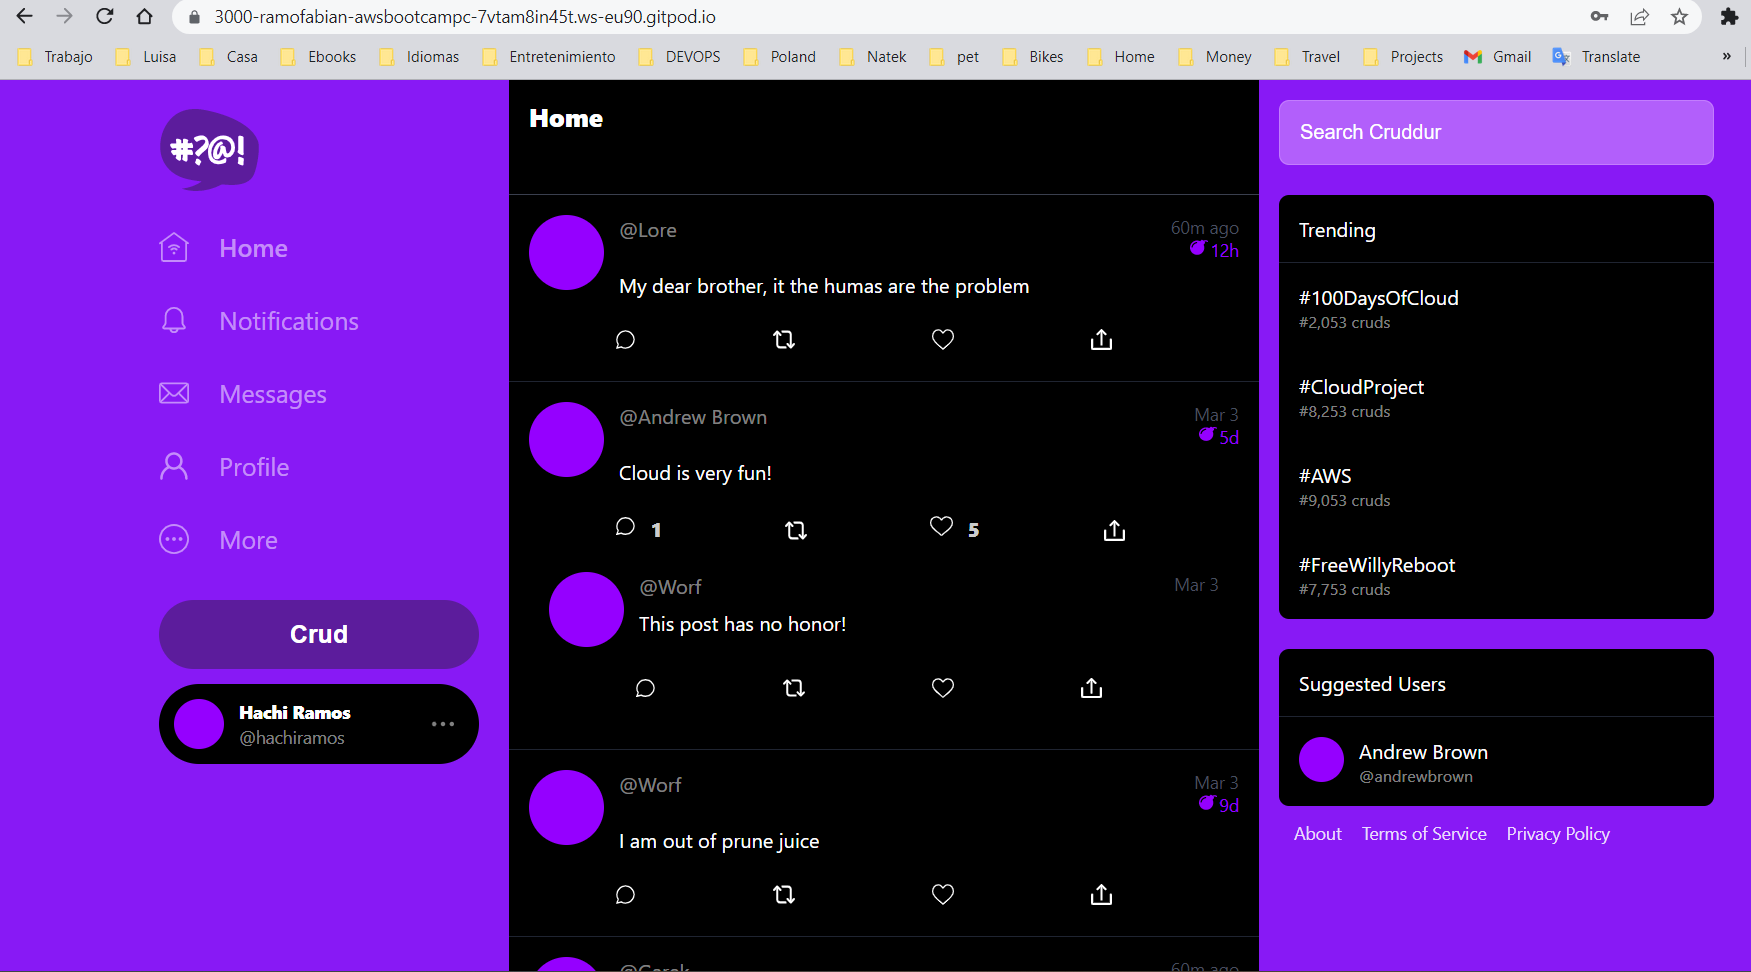 3000-ramofabian-awsbootcampc-7vtam8in45t.ws-eu90.gitpod.io
Trabajo Luisa Casa Ebooks Idiomas Entretenimiento DEVOPS Poland Natek pet Bikes Home Money Travel Projects Gmail Translate »
#?@!
Home
Notifications
Messages
Profile
More
Crud
Hachi Ramos
@hachiramos
Home
@Lore
60m ago
12h
My dear brother, it the humas are the problem
@Andrew Brown
Mar 3
5d
Cloud is very fun!
1
5
@Worf
Mar 3
This post has no honor!
@Worf
Mar 3
9d
I am out of prune juice
@Garek
60m ago
Search Cruddur
Trending
#100DaysOfCloud
#2,053 cruds
#CloudProject
#8,253 cruds
#AWS
#9,053 cruds
#FreeWillyReboot
#7,753 cruds
Suggested Users
Andrew Brown
@andrewbrown
About Terms of Service Privacy Policy